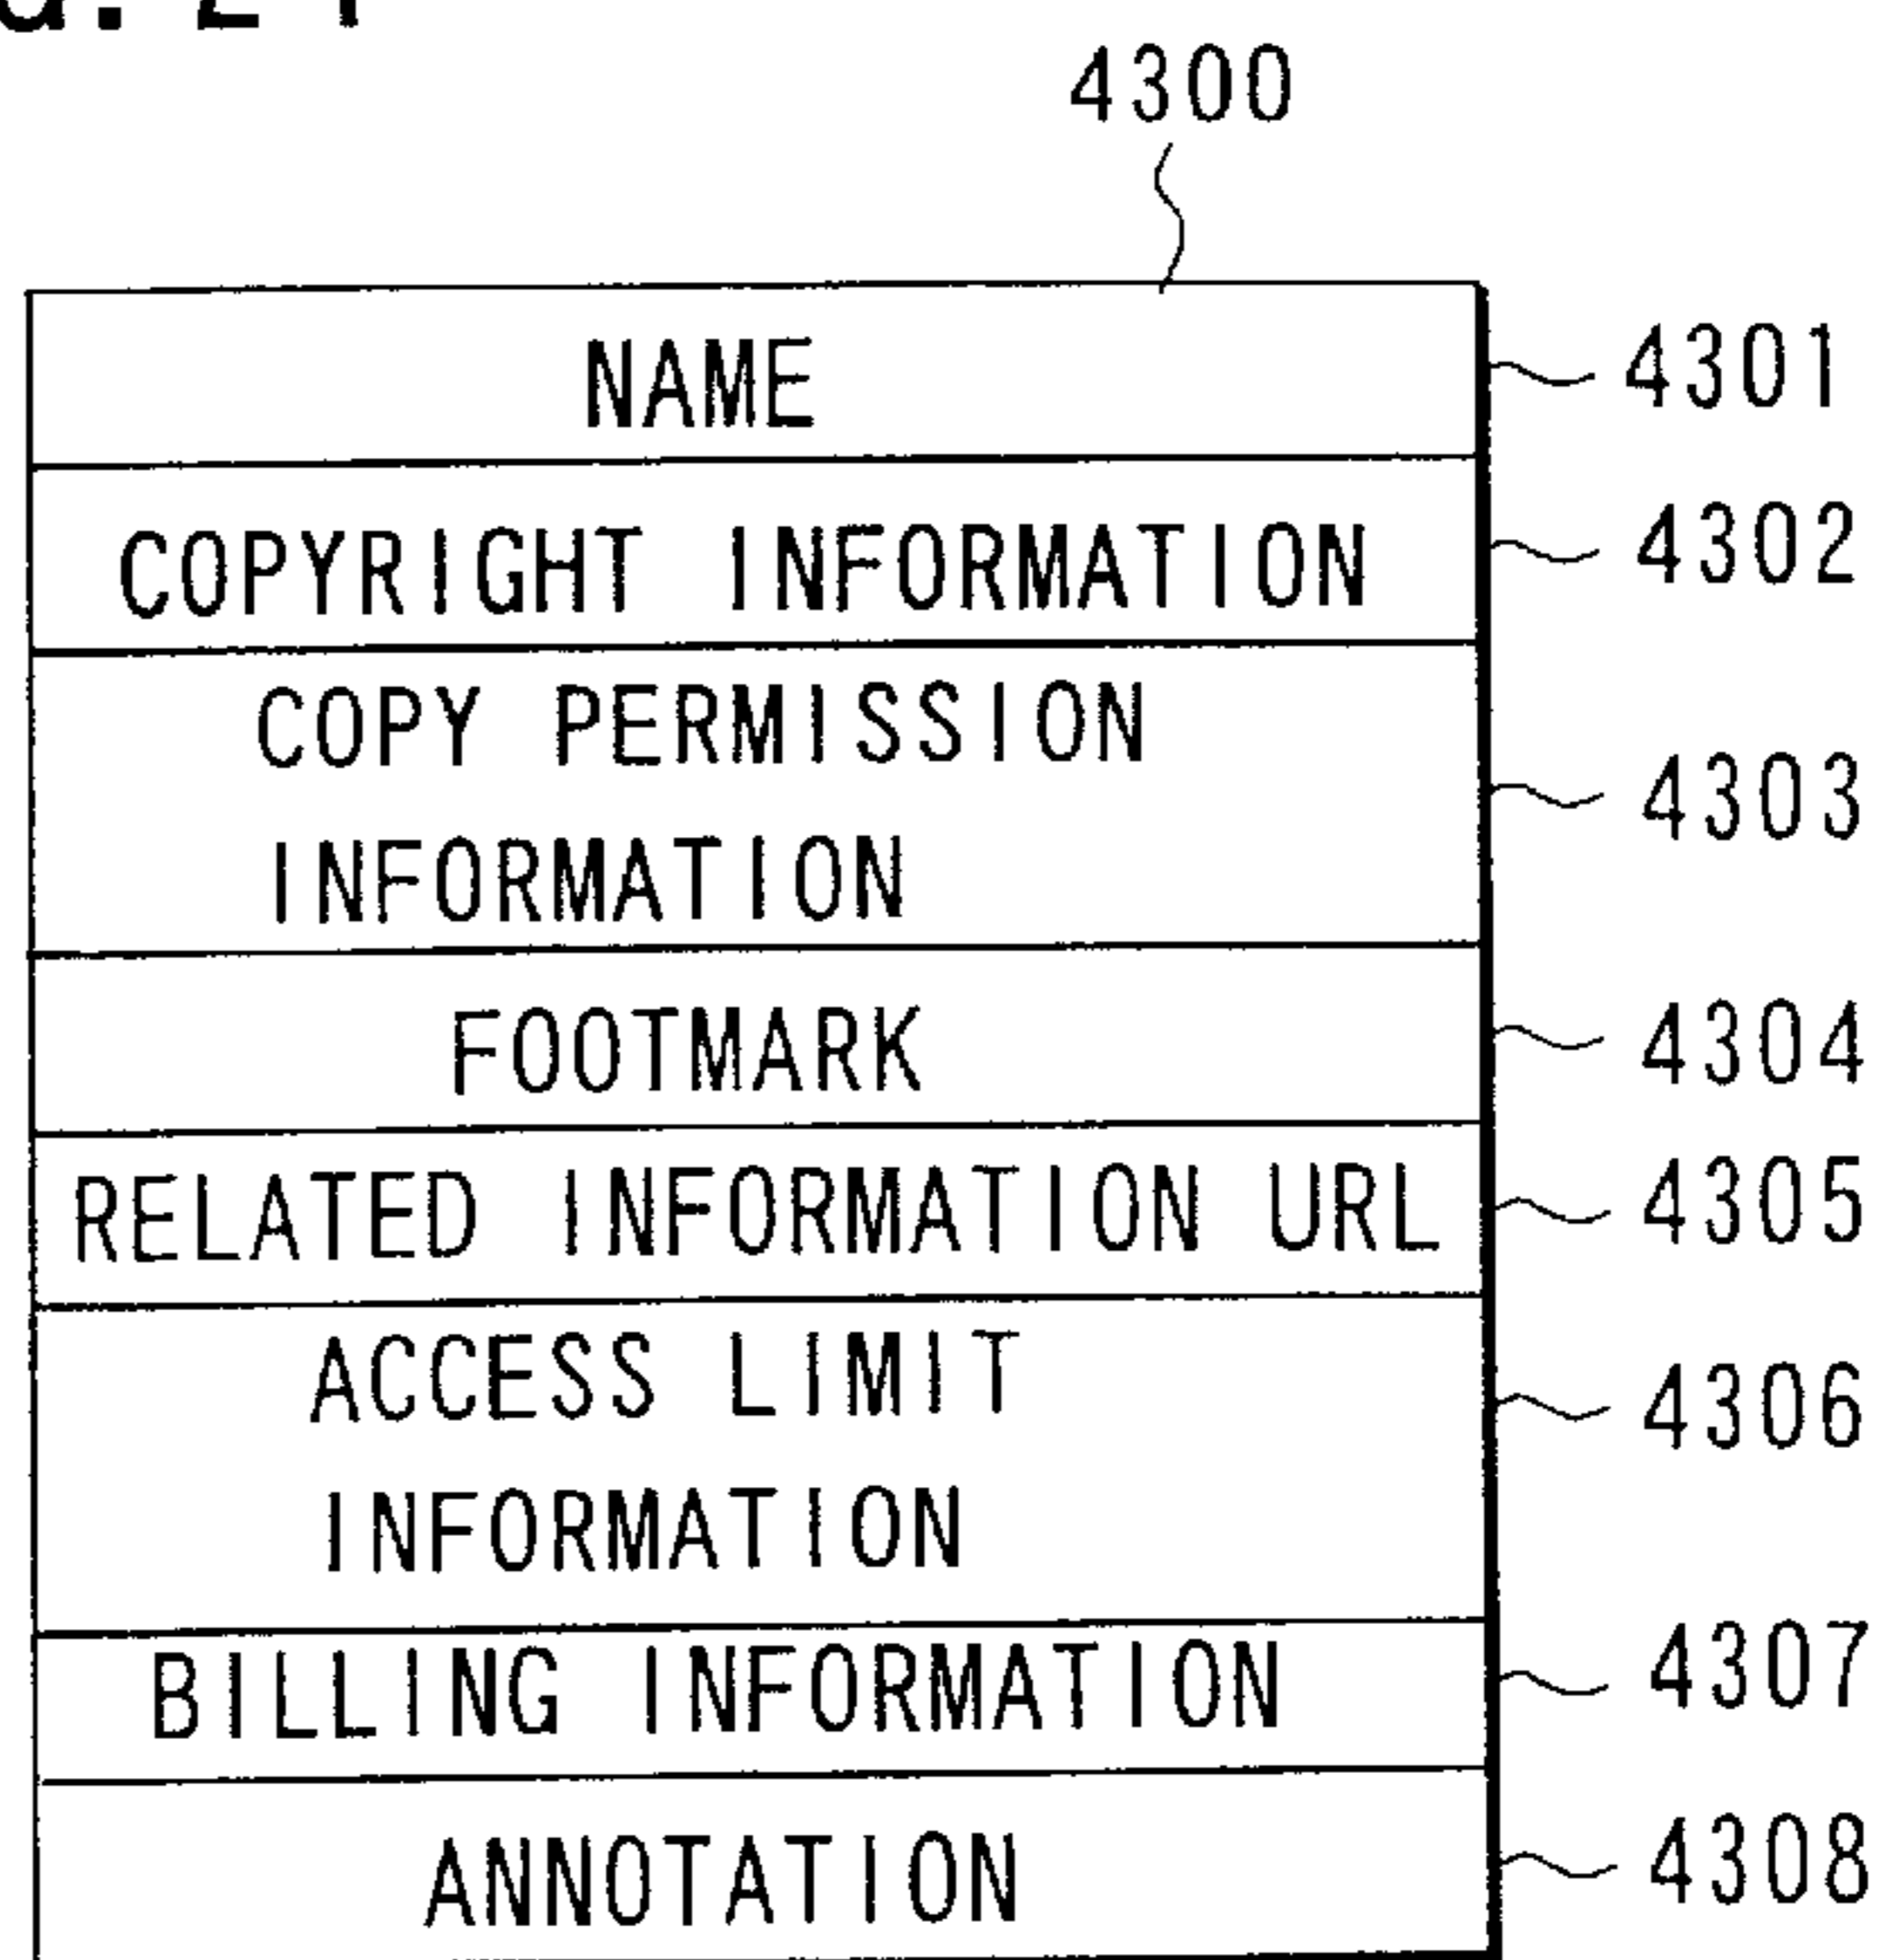 4300
NAME 4301
COPYRIGHT INFORMATION 4302
COPY PERMISSION
INFORMATION 4303
FOOTMARK 4304
RELATED INFORMATION URL 4305
ACCESS LIMIT 4306
INFORMATION
BILLING INFORMATION 4307
ANNOTATION 4308